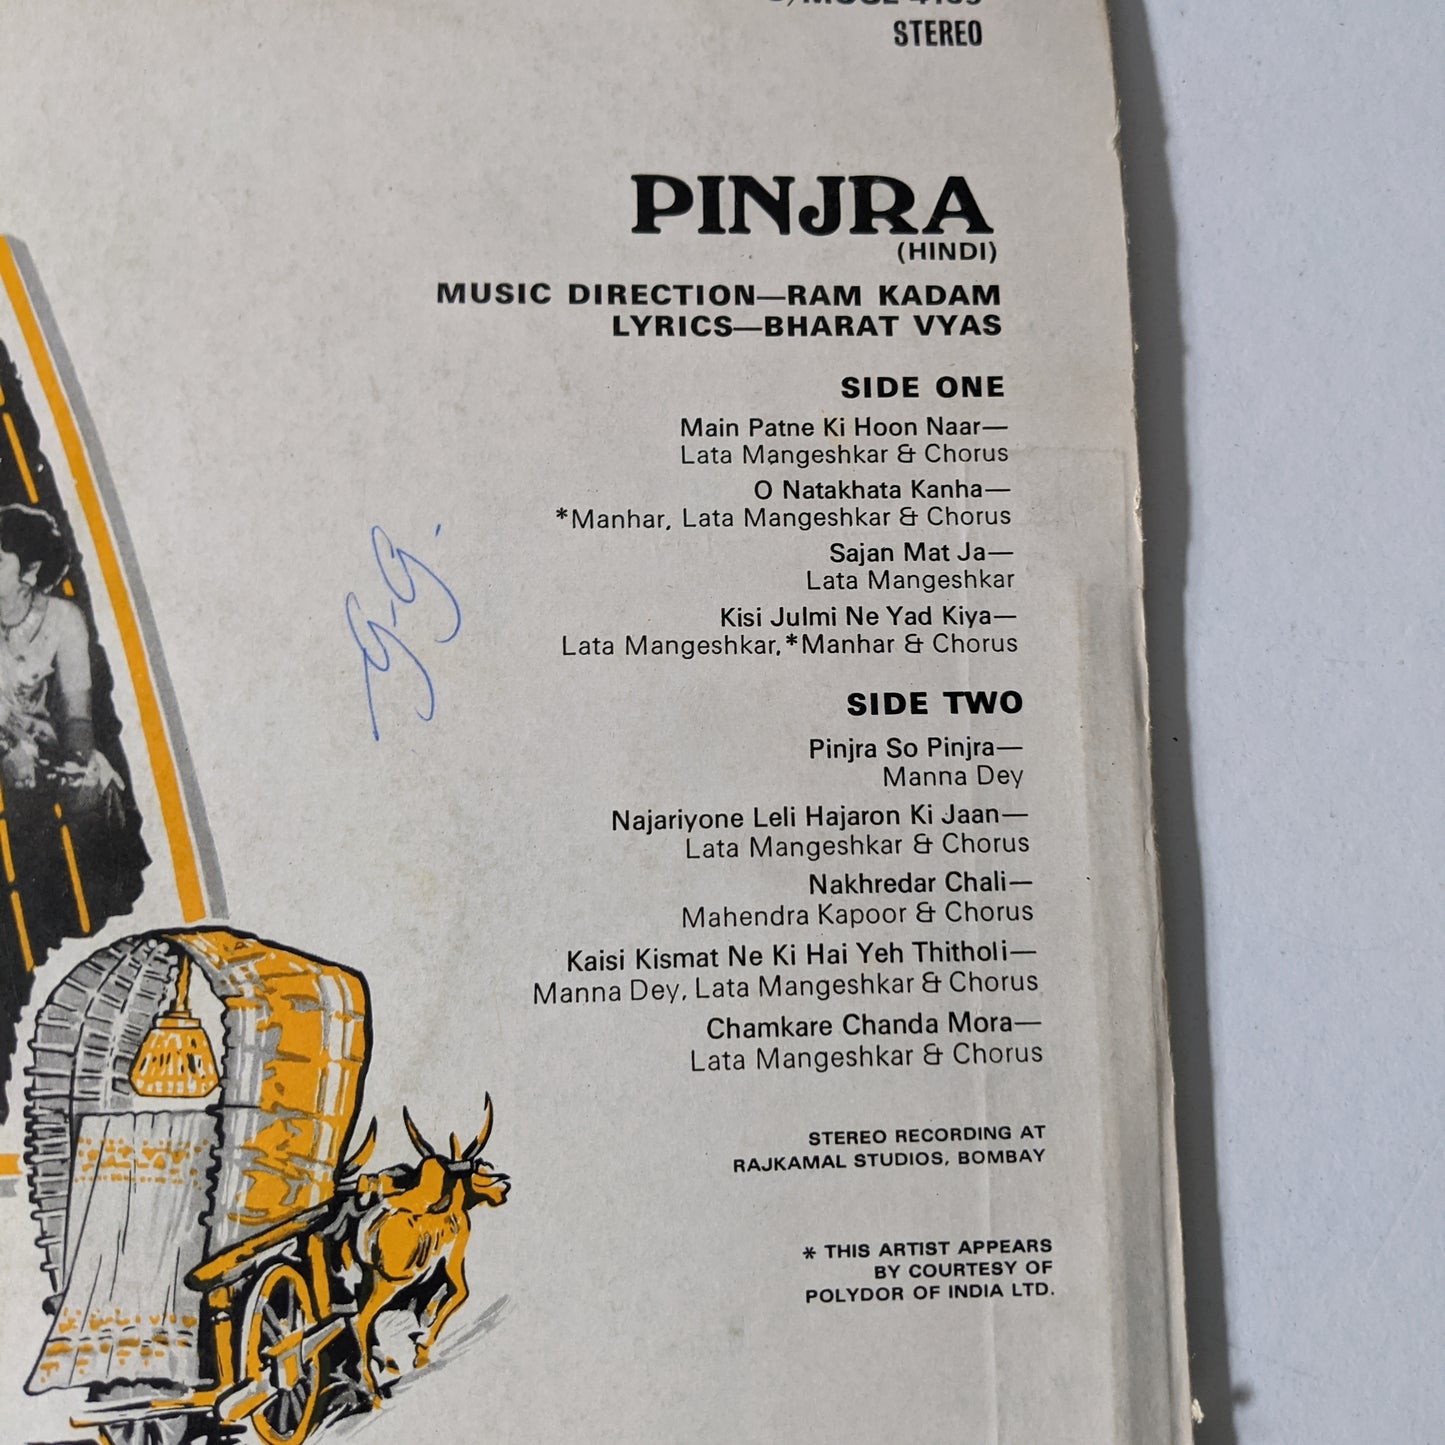 STEREO
PINJRA
(HINDI)
MUSIC DIRECTION—RAM KADAM
LYRICS—BHARAT VYAS
SIDE ONE
Main Patne Ki Hoon Naar—
Lata Mangeshkar & Chorus
O Natakhata Kanha—
*Manhar, Lata Mangeshkar & Chorus
Sajan Mat Ja—
Lata Mangeshkar
Kisi Julmi Ne Yad Kiya—
Lata Mangeshkar, *Manhar & Chorus
SIDE TWO
Pinjra So Pinjra—
Manna Dey
Najariyone Leli Hajaron Ki Jaan—
Lata Mangeshkar & Chorus
Nakhredar Chali—
Mahendra Kapoor & Chorus
Kaisi Kismat Ne Ki Hai Yeh Thitholi—
Manna Dey, Lata Mangeshkar & Chorus
Chamkare Chanda Mora—
Lata Mangeshkar & Chorus
STEREO RECORDING AT
RAJKAMAL STUDIOS, BOMBAY
* THIS ARTIST APPEARS
BY COURTESY OF
POLYDOR OF INDIA LTD.